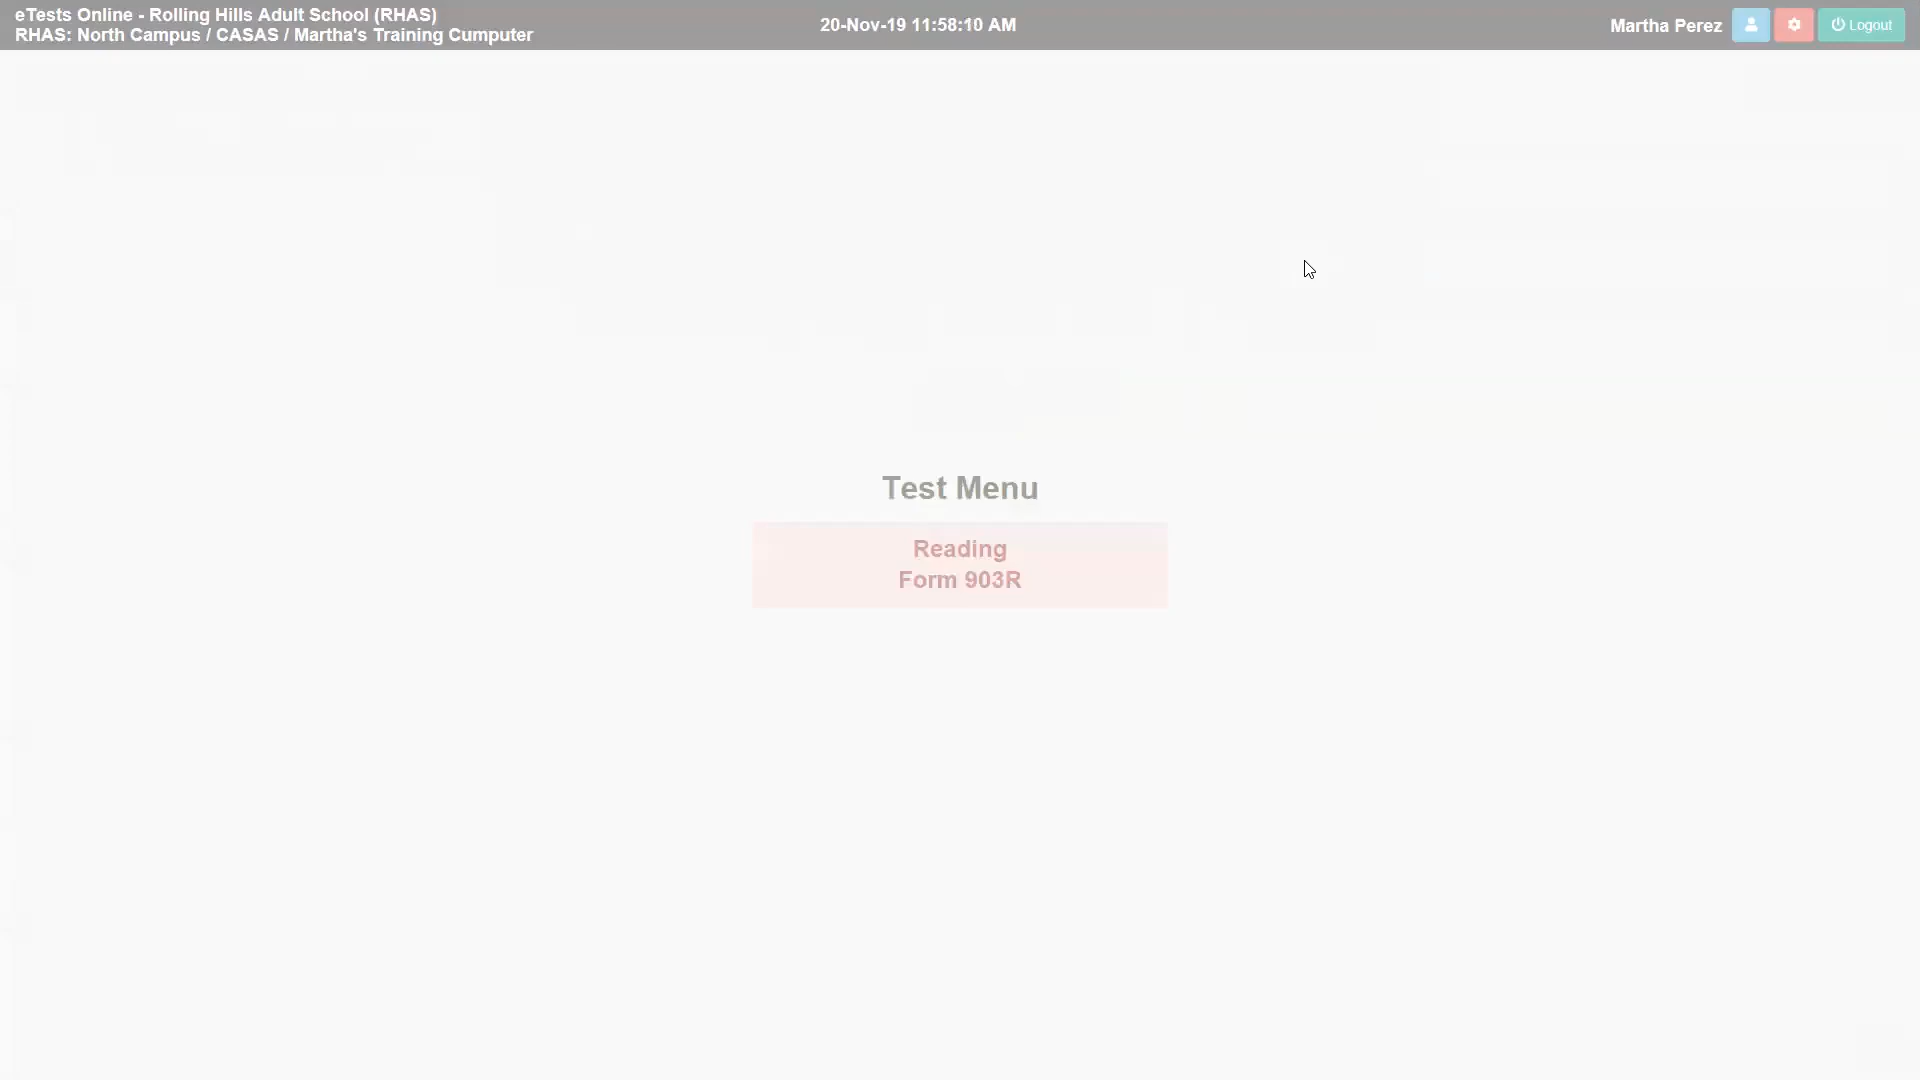 eTests Online - Rolling Hills Adult School (RHAS)
RHAS: North Campus / CASAS / Martha's Training Cumputer
20-Nov-19 11:58:10 AM
Martha Perez
Logout
Test Menu
Reading
Form 903R